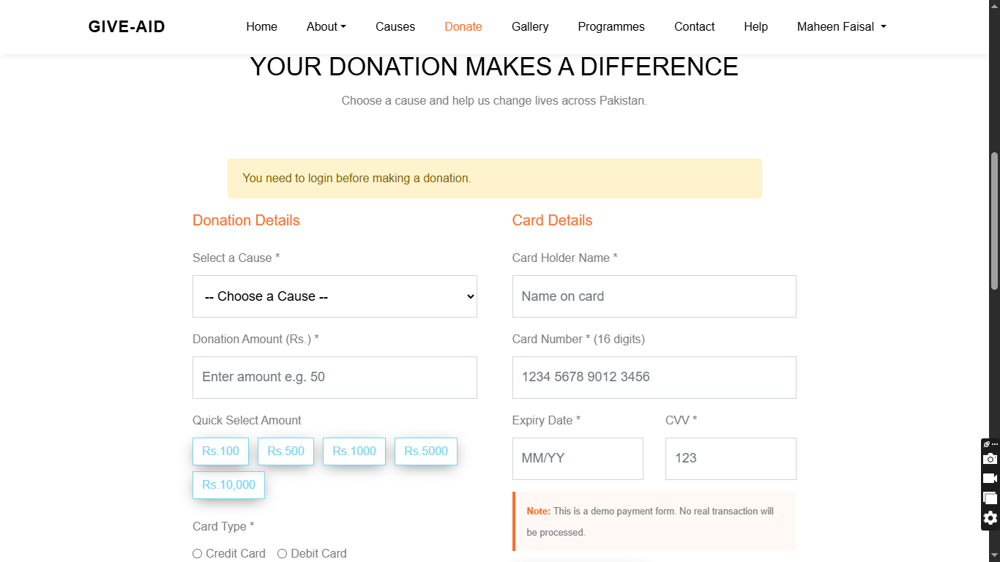 GIVE-AID Home About Causes Donate Gallery Programmes Contact Help Maheen Faisal
YOUR DONATION MAKES A DIFFERENCE
Choose a cause and help us change lives across Pakistan.
You need to login before making a donation.
Donation Details
Select a Cause *
-- Choose a Cause --
Donation Amount (Rs.) *
Enter amount e.g. 50
Quick Select Amount
Rs.100 Rs.500 Rs.1000 Rs.5000
Rs.10,000
Card Type *
Credit Card Debit Card
Card Details
Card Holder Name *
Name on card
Card Number * (16 digits)
1234 5678 9012 3456
Expiry Date * CVV *
MM/YY 123
Note: This is a demo payment form. No real transaction will
be processed.